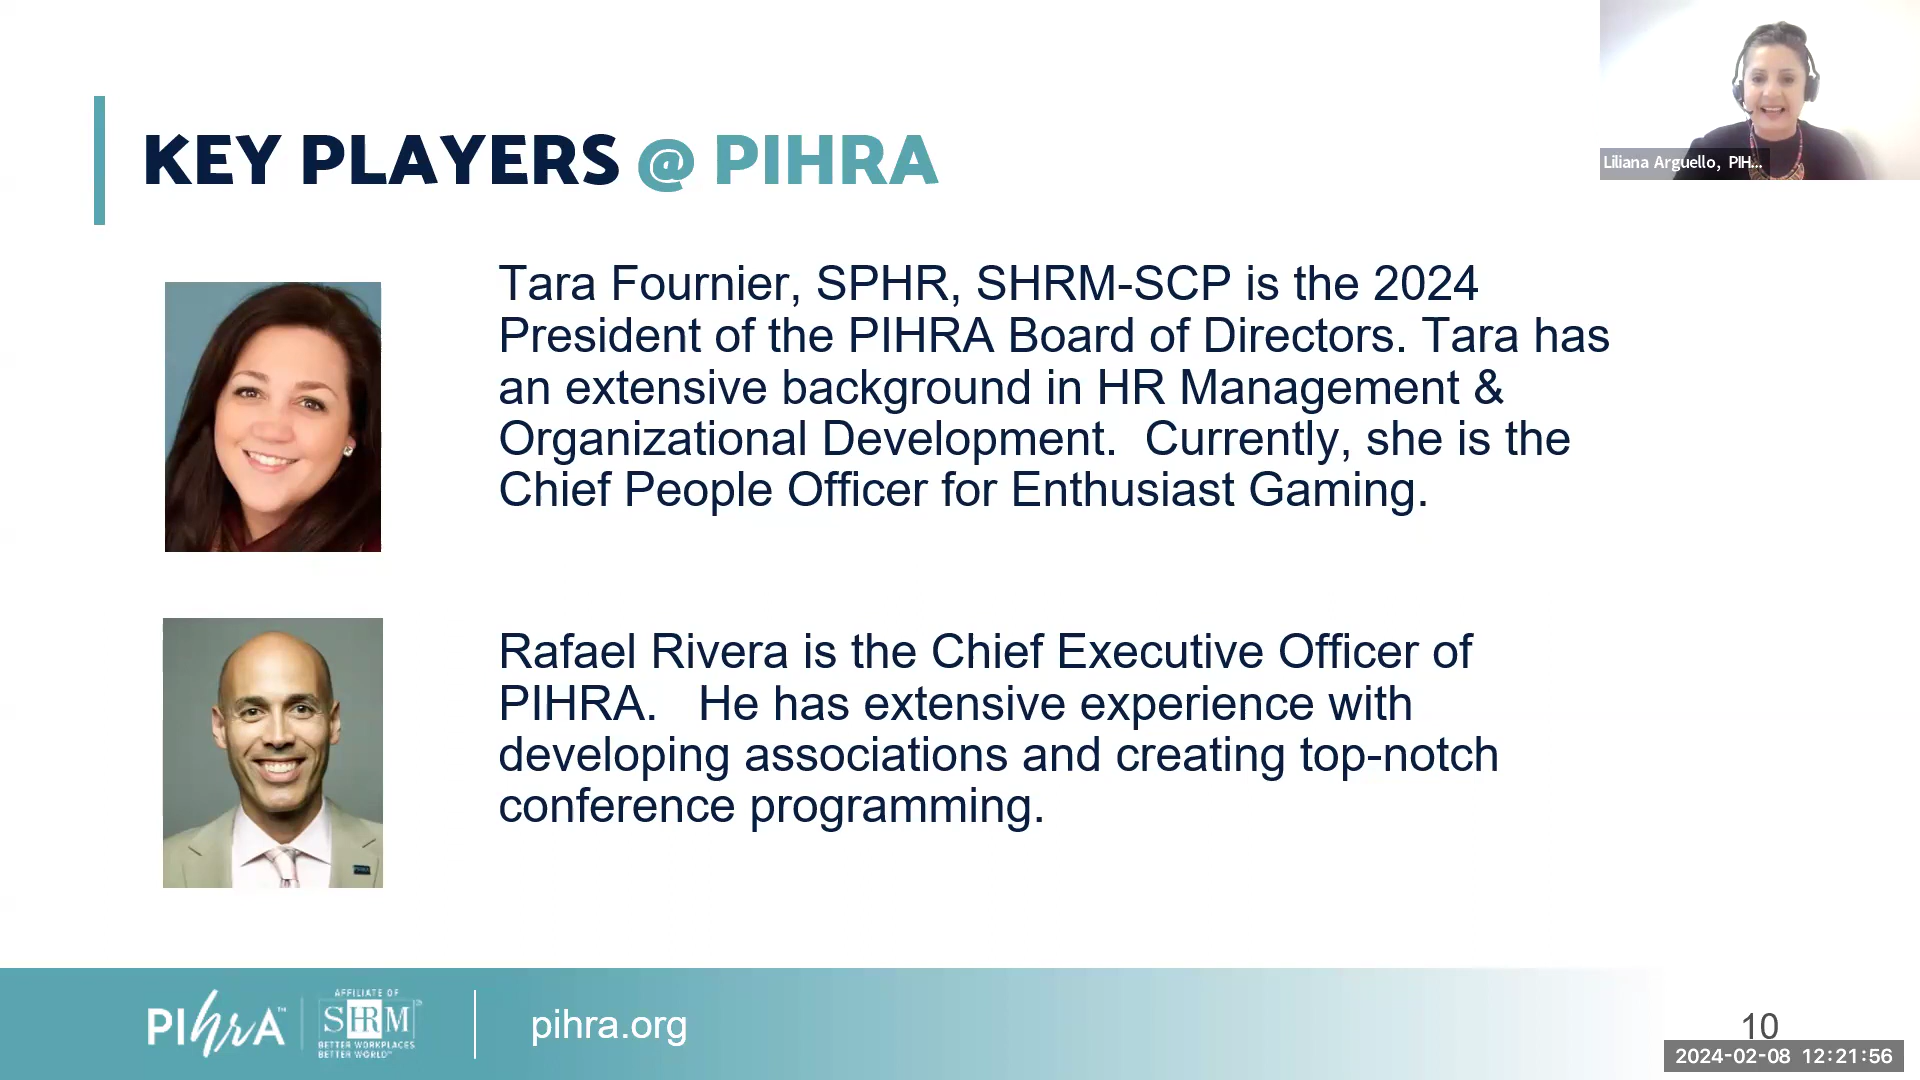 KEY PLAYERS @ PIHRA
Liliana Arguello, PIH...
Tara Fournier, SPHR, SHRM-SCP is the 2024
President of the PIHRA Board of Directors. Tara has
an extensive background in HR Management &
Organizational Development.  Currently, she is the
Chief People Officer for Enthusiast Gaming.
Rafael Rivera is the Chief Executive Officer of
PIHRA.   He has extensive experience with
developing associations and creating top-notch
conference programming.
PIhrA™
AFFILIATE OF
SHRM
BETTER WORKPLACES
BETTER WORLD™
pihra.org
10
2024-02-08 12:21:56